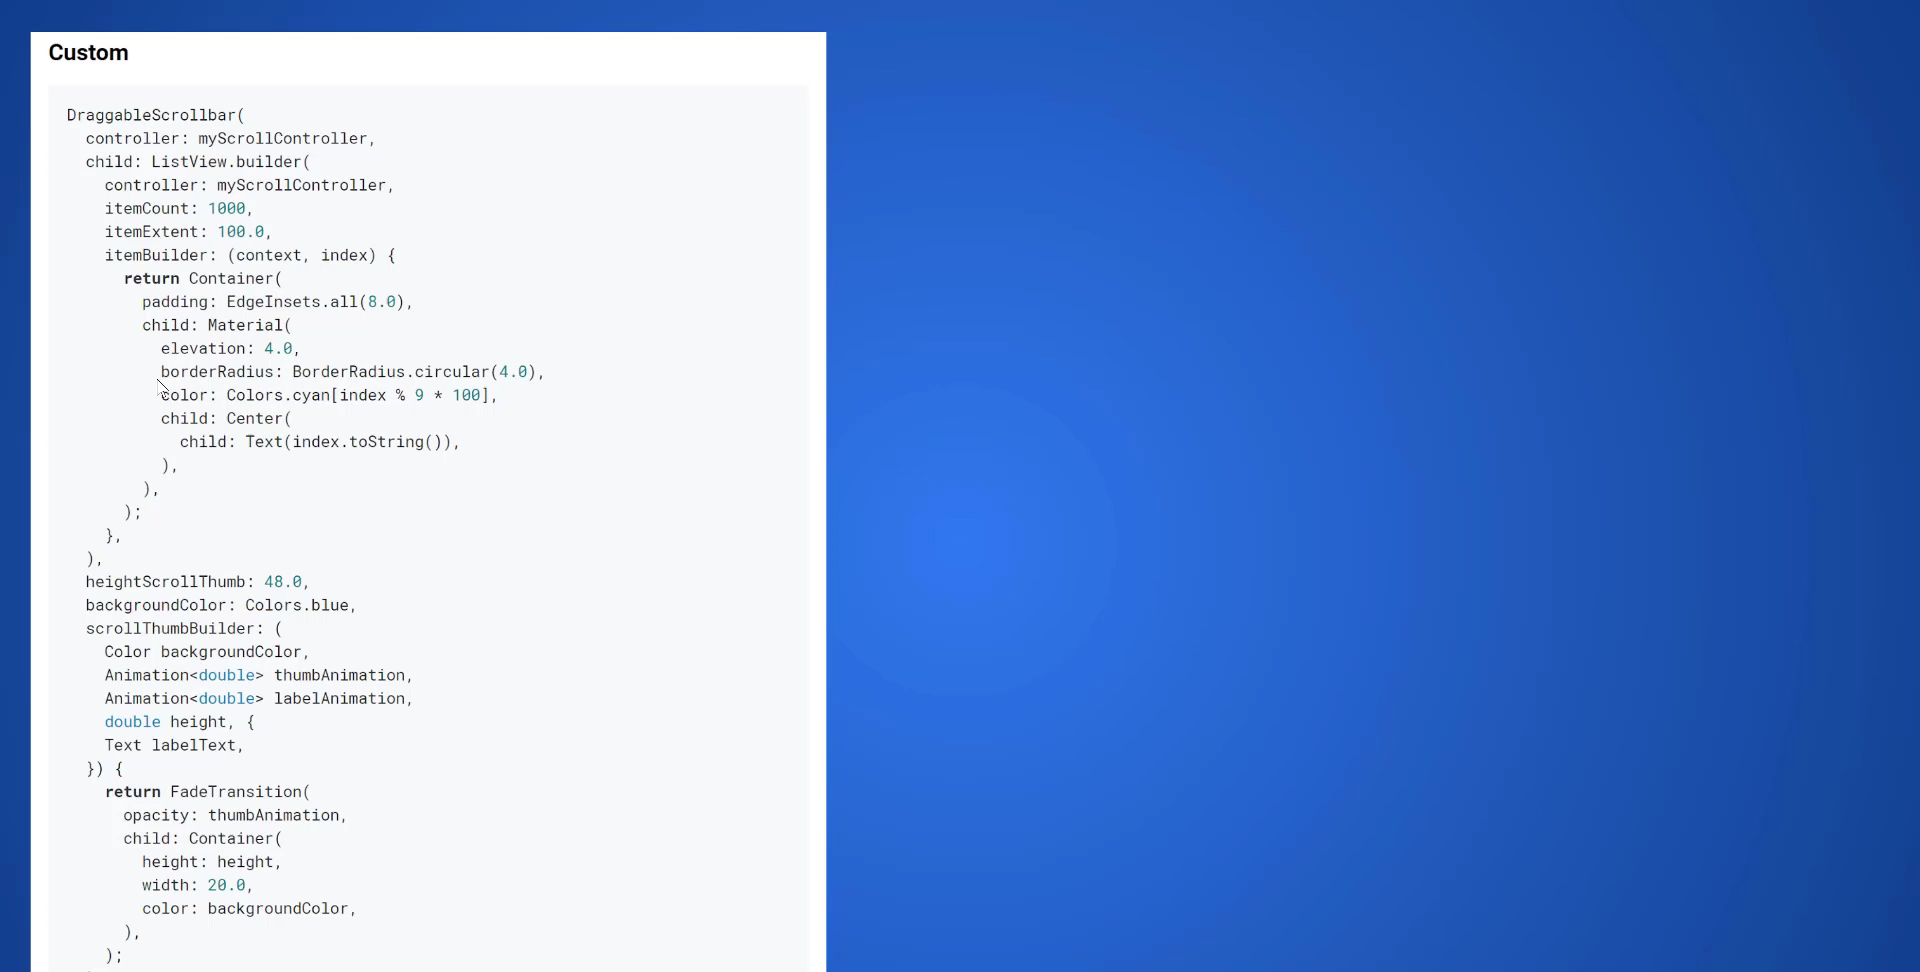 Custom
DraggableScrollbar(
controller: myScrollController,
child: ListView.builder(
controller: myScrollController,
itemCount: 1000,
itemExtent: 100.0,
itemBuilder: (context, index) {
return Container(
padding: EdgeInsets.all(8.0),
child: Material(
elevation: 4.0,
borderRadius: BorderRadius.circular(4.0),
color: Colors.cyan[index % 9 * 100],
child: Center(
child: Text(index.toString()),
),
),
);
},
),
heightScrollThumb: 48.0,
backgroundColor: Colors.blue,
scrollThumbBuilder: (
Color backgroundColor,
Animation<double> thumbAnimation,
Animation<double> labelAnimation,
double height, {
Text labelText,
}) {
return FadeTransition(
opacity: thumbAnimation,
child: Container(
height: height,
width: 20.0,
color: backgroundColor,
),
);